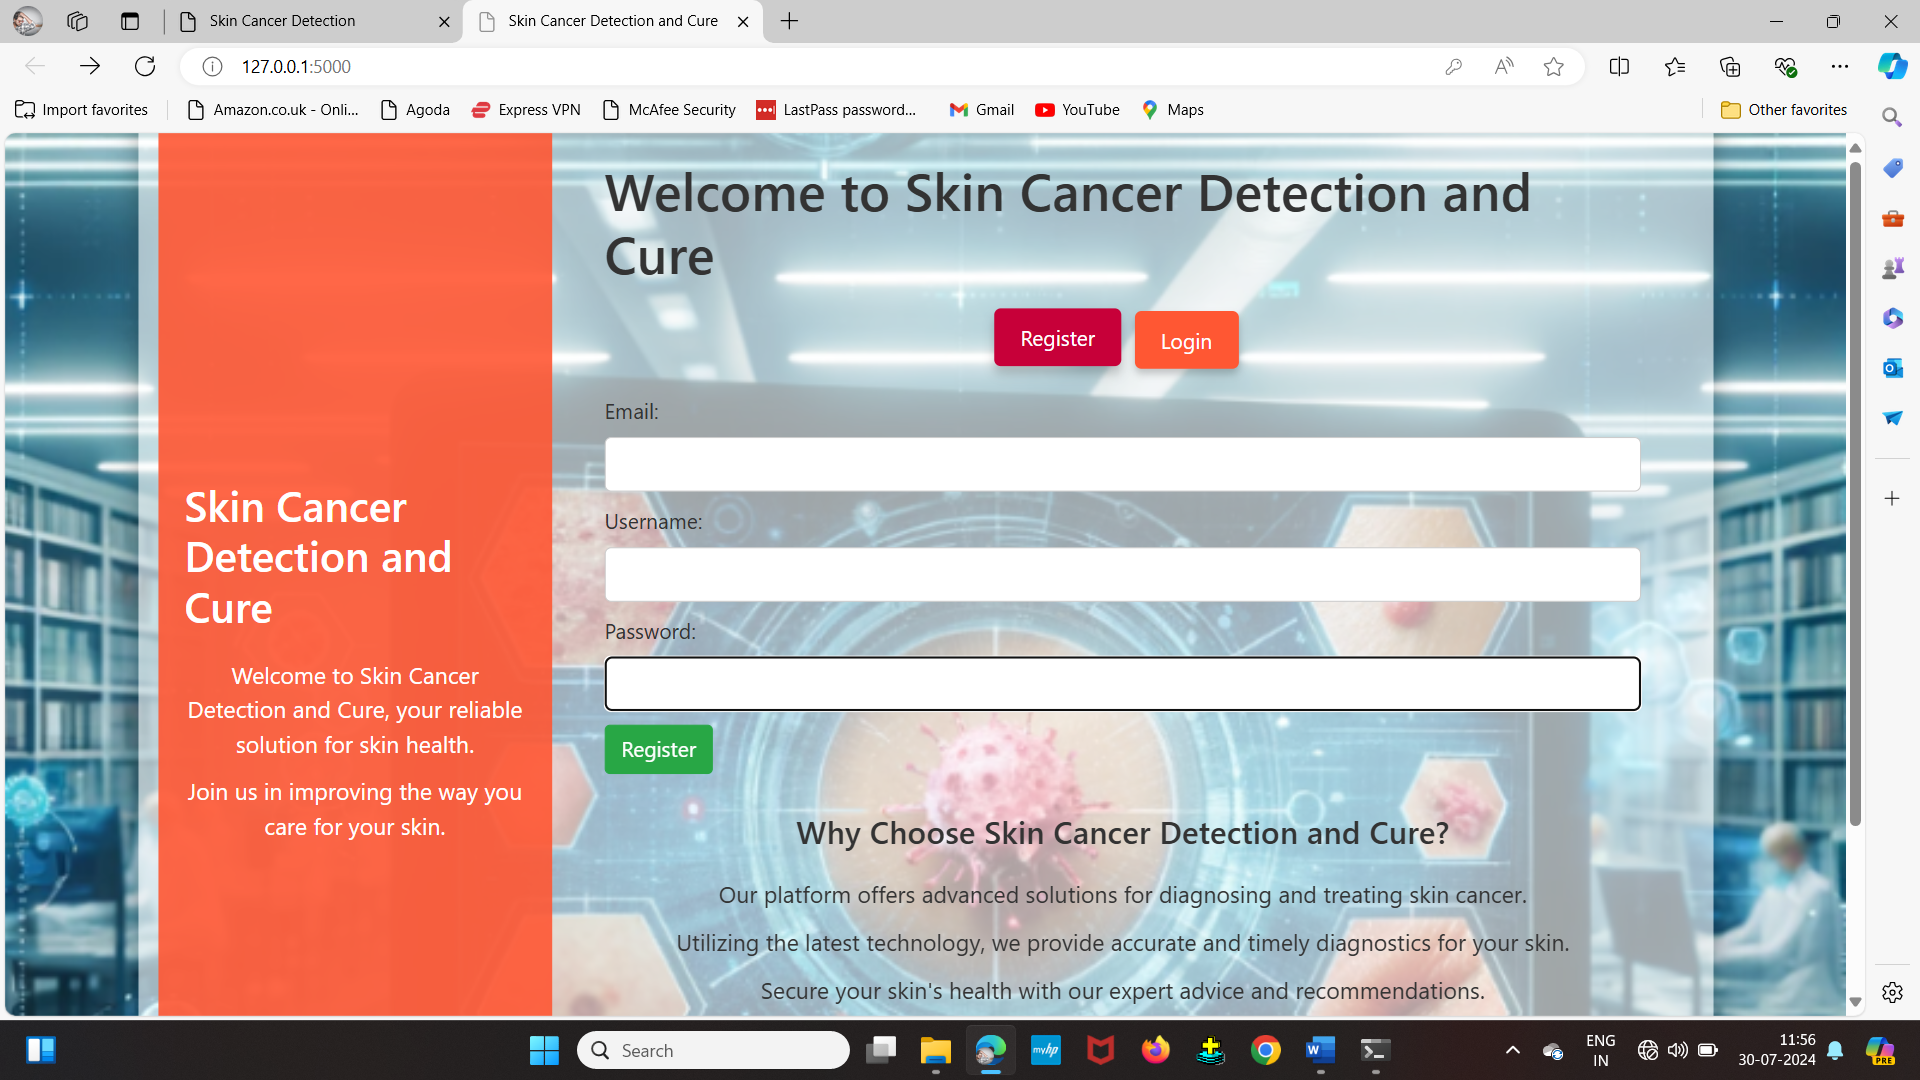 Skin Cancer Detection
Skin Cancer Detection and Cure
127.0.0.1:5000
Import favorites
Amazon.co.uk - Onli...
Agoda
Express VPN
McAfee Security
LastPass password...
Gmail
YouTube
Maps
Other favorites
Skin Cancer
Detection and
Cure
Welcome to Skin Cancer
Detection and Cure, your reliable
solution for skin health.
Join us in improving the way you
care for your skin.
Welcome to Skin Cancer Detection and
Cure
Register
Login
Email:
Username:
Password:
Register
Why Choose Skin Cancer Detection and Cure?
Our platform offers advanced solutions for diagnosing and treating skin cancer.
Utilizing the latest technology, we provide accurate and timely diagnostics for your skin.
Secure your skin's health with our expert advice and recommendations.
Search
myhp
ENG
IN
11:56
30-07-2024
PRE